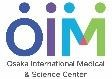 OIM
Osaka International Medical
& Science Center